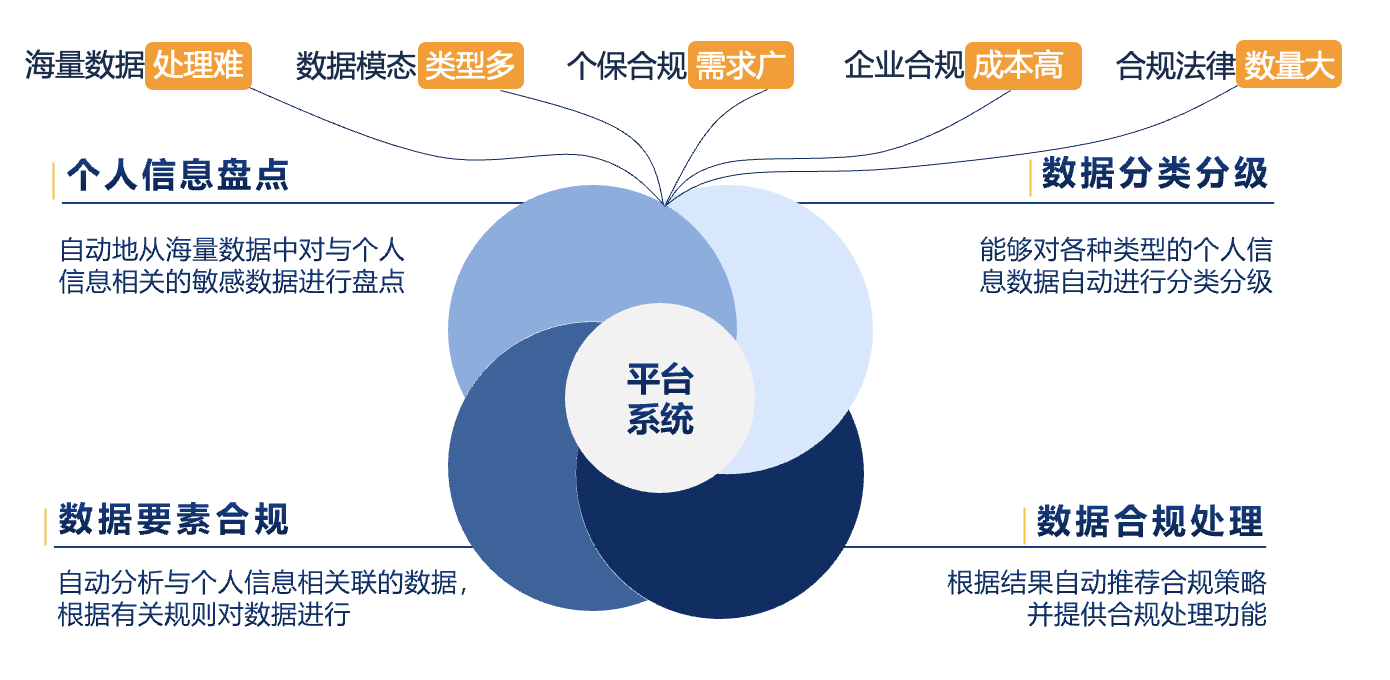 海量数据处理难
数据模态类型多
个保合规需求广
企业合规成本高
合规法律数量大
个人信息盘点
自动地从海量数据中对与个人
信息相关的敏感数据进行盘点
数据分类分级
能够对各种类型的个人信
息数据自动进行分类分级
平台
系统
数据要素合规
自动分析与个人信息相关联的数据，
根据有关规则对数据进行
数据合规处理
根据结果自动推荐合规策略
并提供合规处理功能